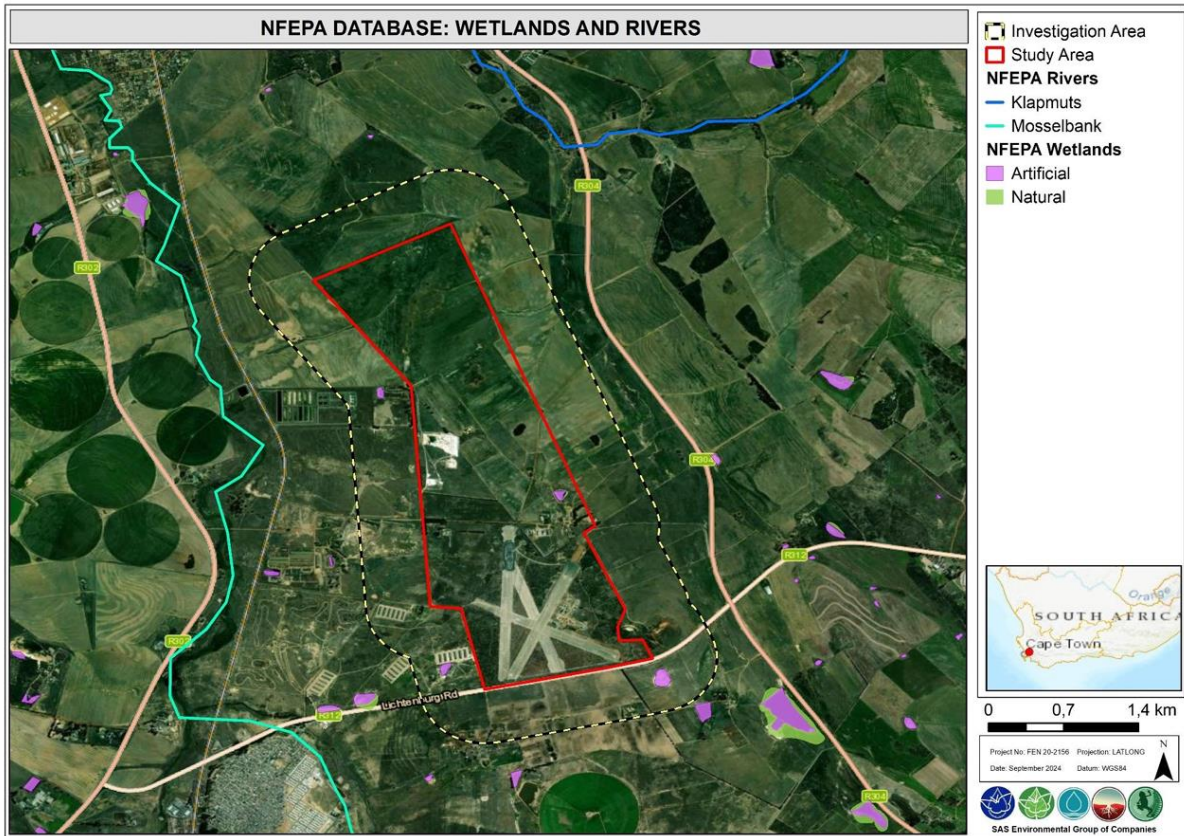 NFEPA DATABASE: WETLANDS AND RIVERS
Investigation Area
Study Area
NFEPA Rivers
Klapmuts
Mosselbank
NFEPA Wetlands
Artificial
Natural
R304
R302
R304
R312
R302
Lichtenburg Rd
R312
R304
Orange
SOUTH AFRICA
Cape Town
0 0,7 1,4 km
Project No: FEN 20-2156 Projection: LATLONG
Date: September 2024 Datum: WGS84
N
SAS Environmental Group of Companies